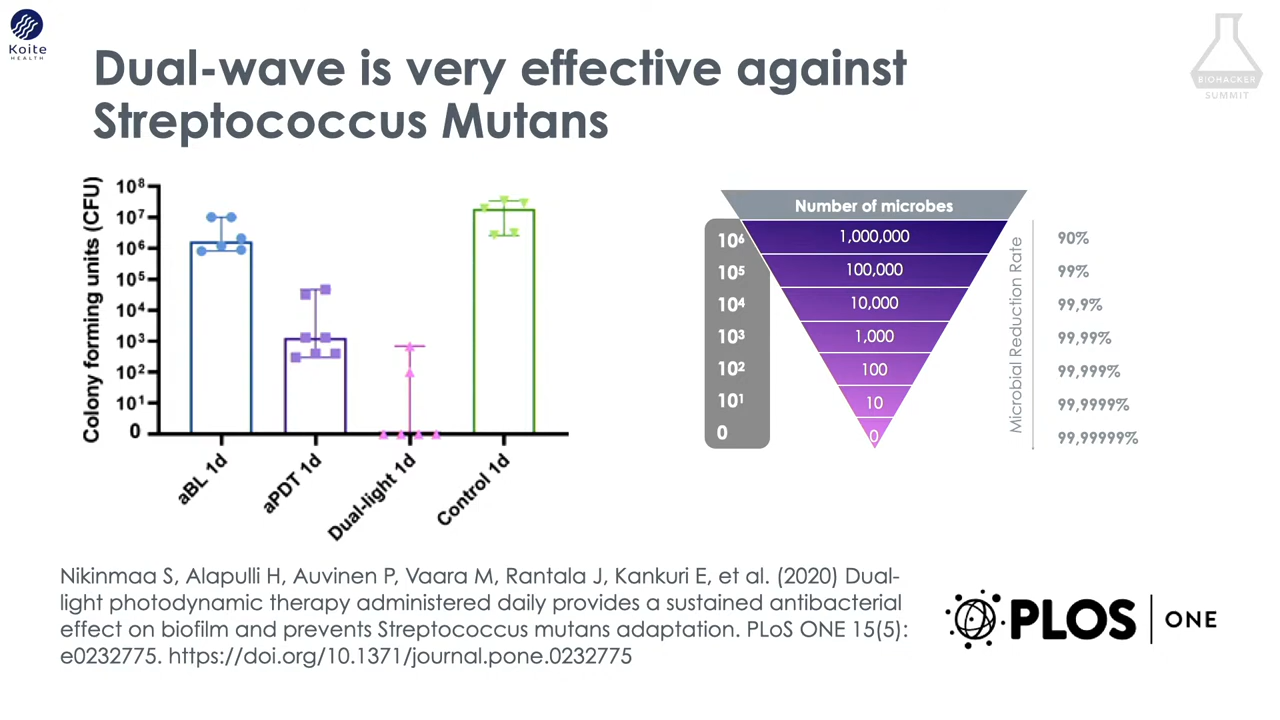 Koite
HEALTH
BIOHACKER
SUMMIT
Dual-wave is very effective against
Streptococcus Mutans
Colony forming units (CFU)
10⁸
10⁷
10⁶
10⁵
10⁴
10³
10²
10¹
0
aBL 1d
aPDT 1d
Dual-light 1d
Control 1d
Number of microbes
10⁶ 1,000,000 90%
10⁵ 100,000 99%
10⁴ 10,000 99,9%
10³ 1,000 99,99%
10² 100 99,999%
10¹ 10 99,9999%
0 0 99,99999%
Microbial Reduction Rate
Nikinmaa S, Alapulli H, Auvinen P, Vaara M, Rantala J, Kankuri E, et al. (2020) Dual-
light photodynamic therapy administered daily provides a sustained antibacterial
effect on biofilm and prevents Streptococcus mutans adaptation. PLoS ONE 15(5):
e0232775. https://doi.org/10.1371/journal.pone.0232775
PLOS ONE